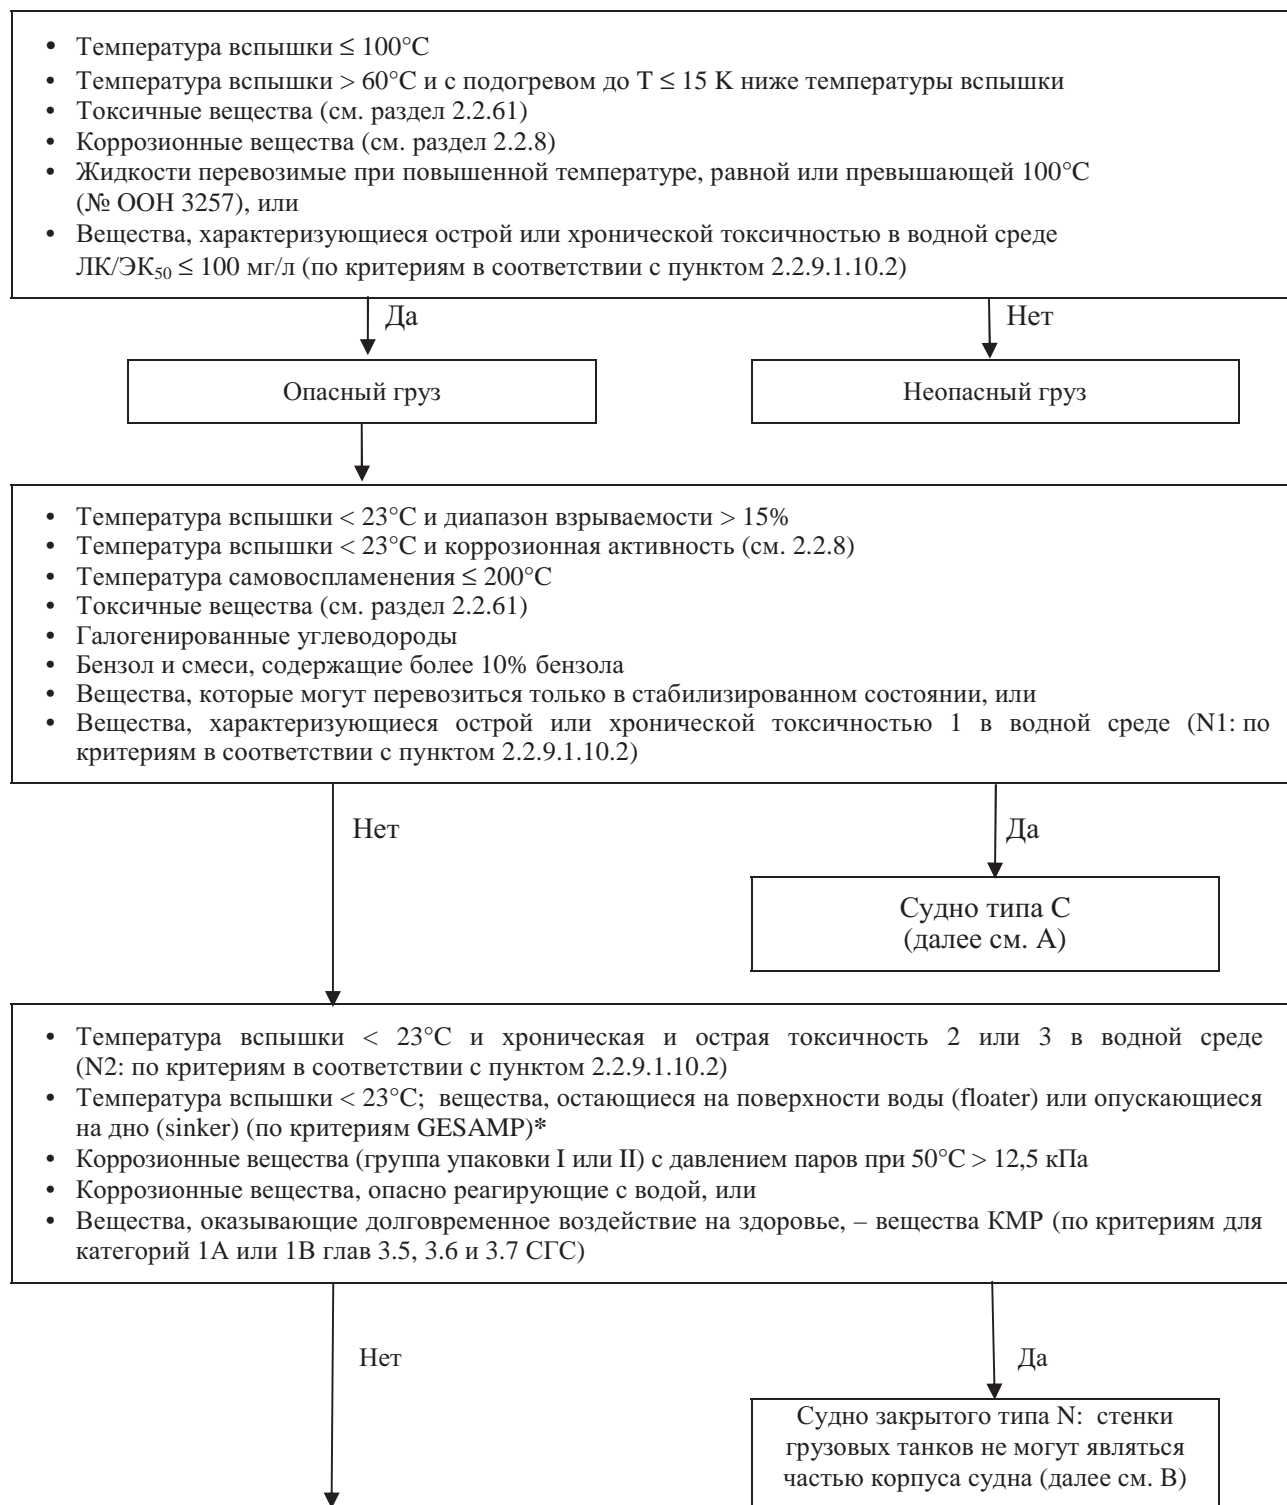 • Температура вспышки ≤ 100°C
• Температура вспышки > 60°C и с подогревом до T ≤ 15 K ниже температуры вспышки
• Токсичные вещества (см. раздел 2.2.61)
• Коррозионные вещества (см. раздел 2.2.8)
• Жидкости перевозимые при повышенной температуре, равной или превышающей 100°C
(№ ООН 3257), или
• Вещества, характеризующиеся острой или хронической токсичностью в водной среде
ЛК/ЭК₅₀ ≤ 100 мг/л (по критериям в соответствии с пунктом 2.2.9.1.10.2)
Да
Нет
Опасный груз
Неопасный груз
• Температура вспышки < 23°C и диапазон взрываемости > 15%
• Температура вспышки < 23°C и коррозионная активность (см. 2.2.8)
• Температура самовоспламенения ≤ 200°C
• Токсичные вещества (см. раздел 2.2.61)
• Галогенированные углеводороды
• Бензол и смеси, содержащие более 10% бензола
• Вещества, которые могут перевозиться только в стабилизированном состоянии, или
• Вещества, характеризующиеся острой или хронической токсичностью 1 в водной среде (N1: по
критериям в соответствии с пунктом 2.2.9.1.10.2)
Нет
Да
Судно типа C
(далее см. A)
• Температура вспышки < 23°C и хроническая и острая токсичность 2 или 3 в водной среде
(N2: по критериям в соответствии с пунктом 2.2.9.1.10.2)
• Температура вспышки < 23°C; вещества, остающиеся на поверхности воды (floater) или опускающиеся
на дно (sinker) (по критериям GESAMP)*
• Коррозионные вещества (группа упаковки I или II) с давлением паров при 50°C > 12,5 кПа
• Коррозионные вещества, опасно реагирующие с водой, или
• Вещества, оказывающие долговременное воздействие на здоровье, – вещества КМР (по критериям для
категорий 1A или 1B глав 3.5, 3.6 и 3.7 СГС)
Нет
Да
Судно закрытого типа N: стенки
грузовых танков не могут являться
частью корпуса судна (далее см. B)